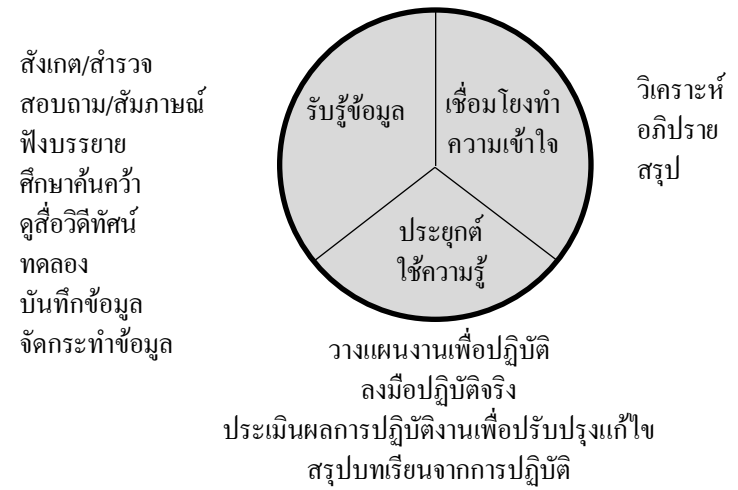 สังเกต/สำรวจ
สอบถาม/สัมภาษณ์
ฟังบรรยาย
ศึกษาค้นคว้า
ดูสื่อวิดีทัศน์
ทดลอง
บันทึกข้อมูล
จัดกระทำข้อมูล
รับรู้ข้อมูล
เชื่อมโยงทำ
ความเข้าใจ
ประยุกต์
ใช้ความรู้
วิเคราะห์
อภิปราย
สรุป
วางแผนงานเพื่อปฏิบัติ
ลงมือปฏิบัติจริง
ประเมินผลการปฏิบัติงานเพื่อปรับปรุงแก้ไข
สรุปบทเรียนจากการปฏิบัติ